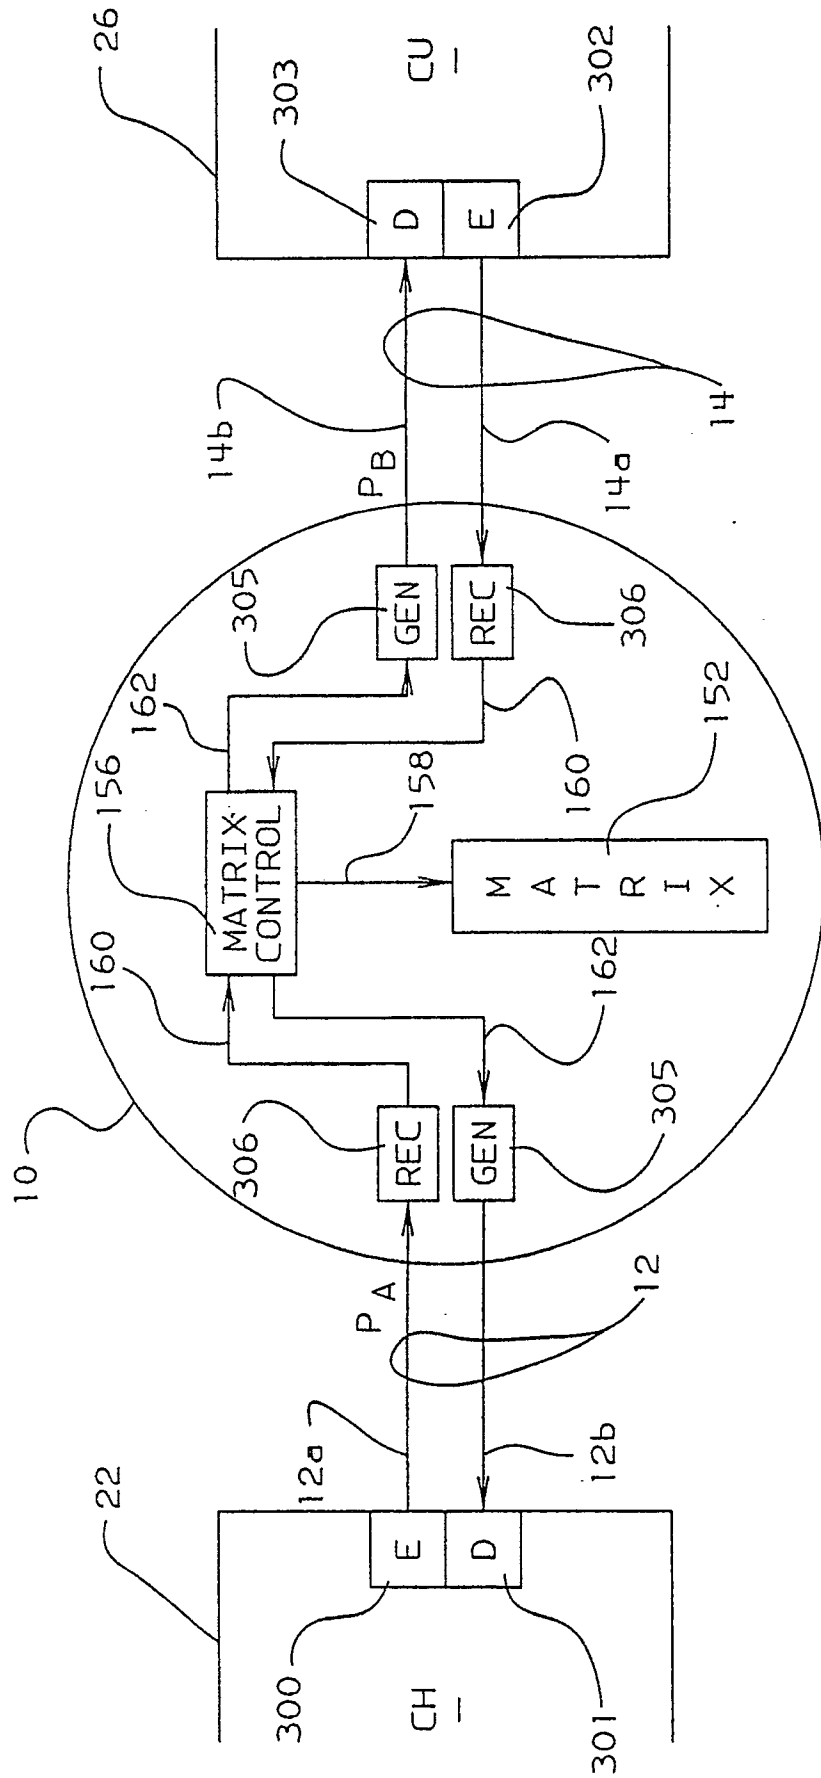 10
22
26
CH
300
E
301
D
12a
12b
12
P A
306
REC
GEN
305
160
162
156
MATRIX
CONTROL
158
M A T R I X
152
162
160
305
GEN
REC
306
P B
14b
14a
14
303
D
E
302
CU